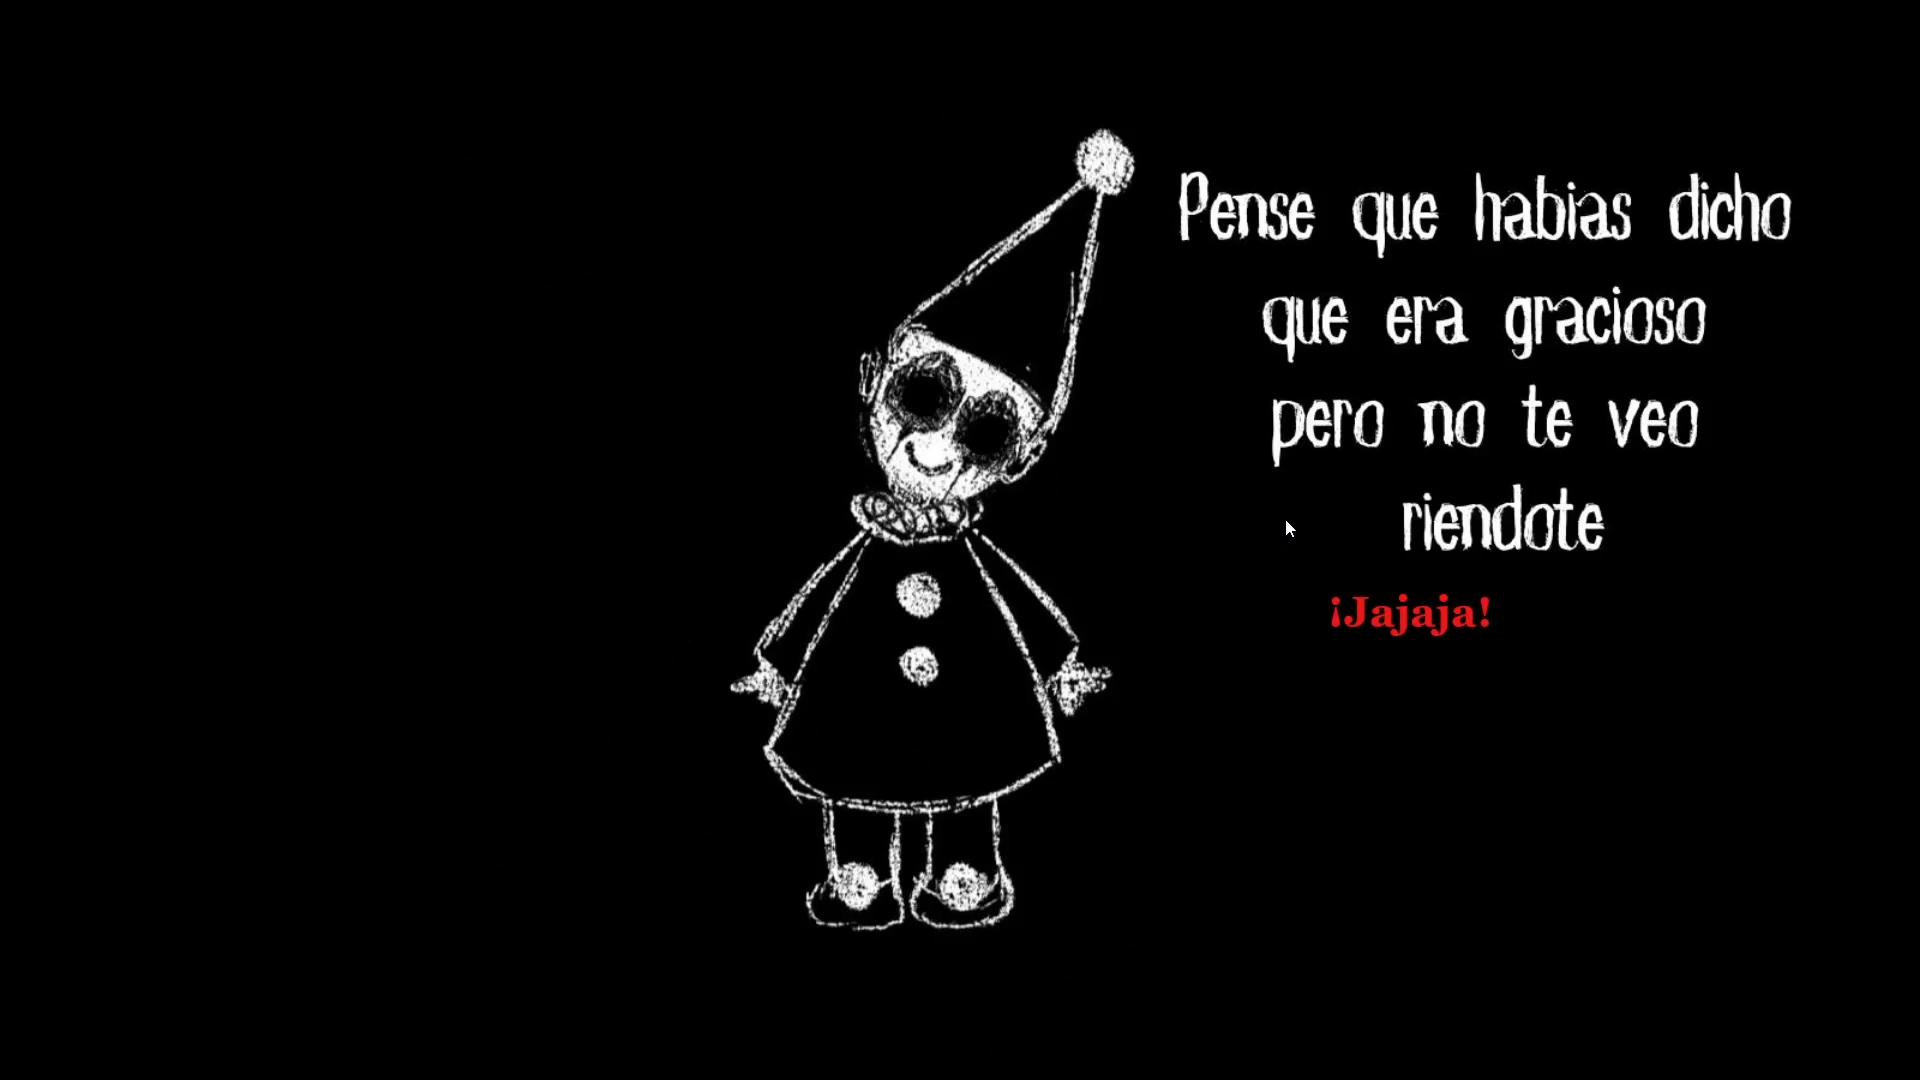 Pense que habias dicho
que era gracioso
pero no te veo
riendote
¡Jajaja!